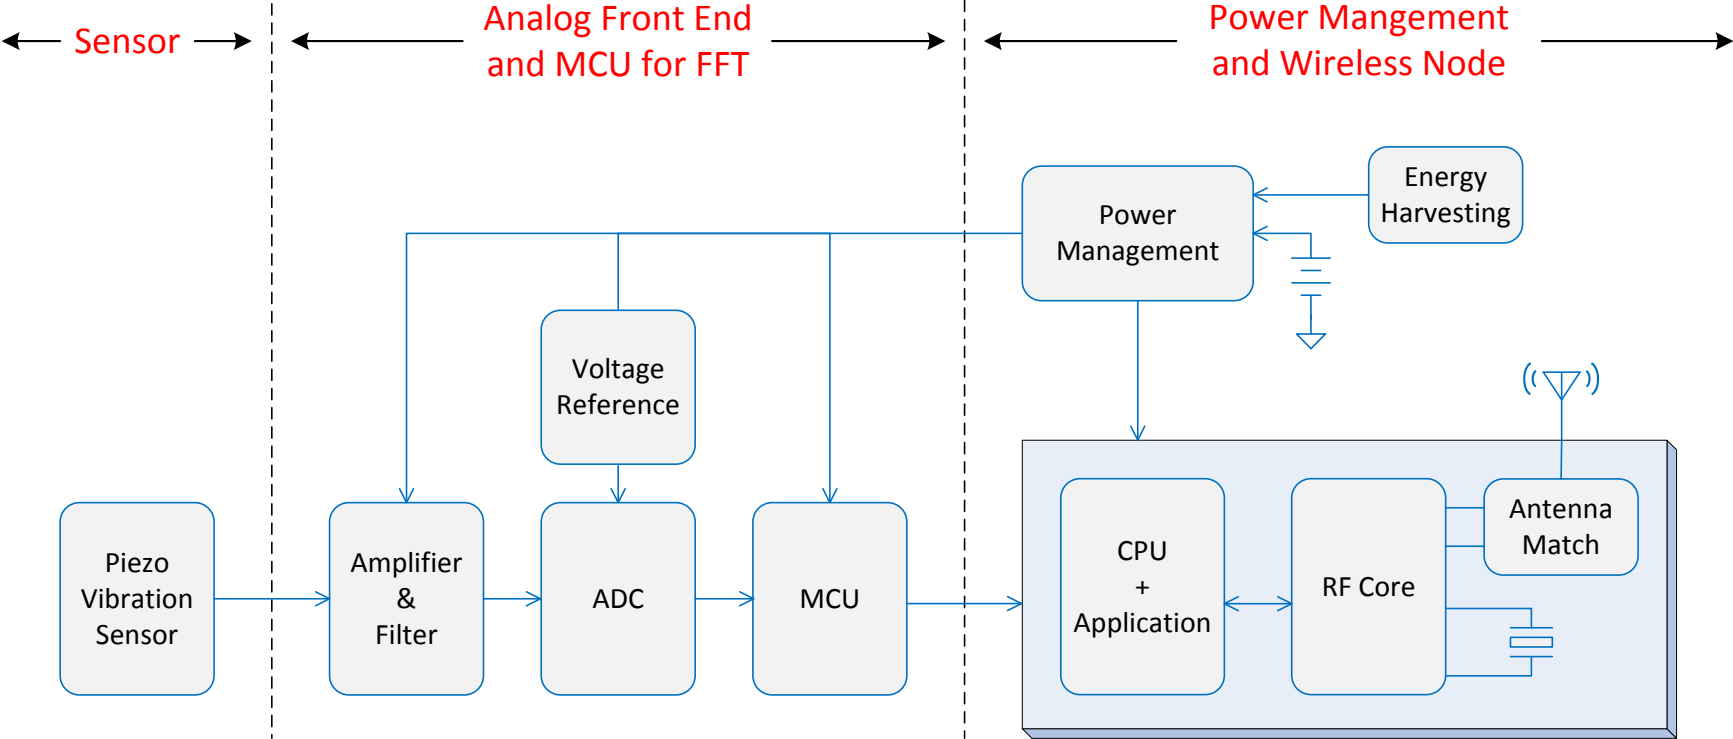 Sensor
Analog Front End
and MCU for FFT
Power Mangement
and Wireless Node
Energy
Harvesting
Power
Management
Voltage
Reference
Piezo
Vibration
Sensor
Amplifier
&
Filter
ADC
MCU
CPU
+
Application
RF Core
Antenna
Match